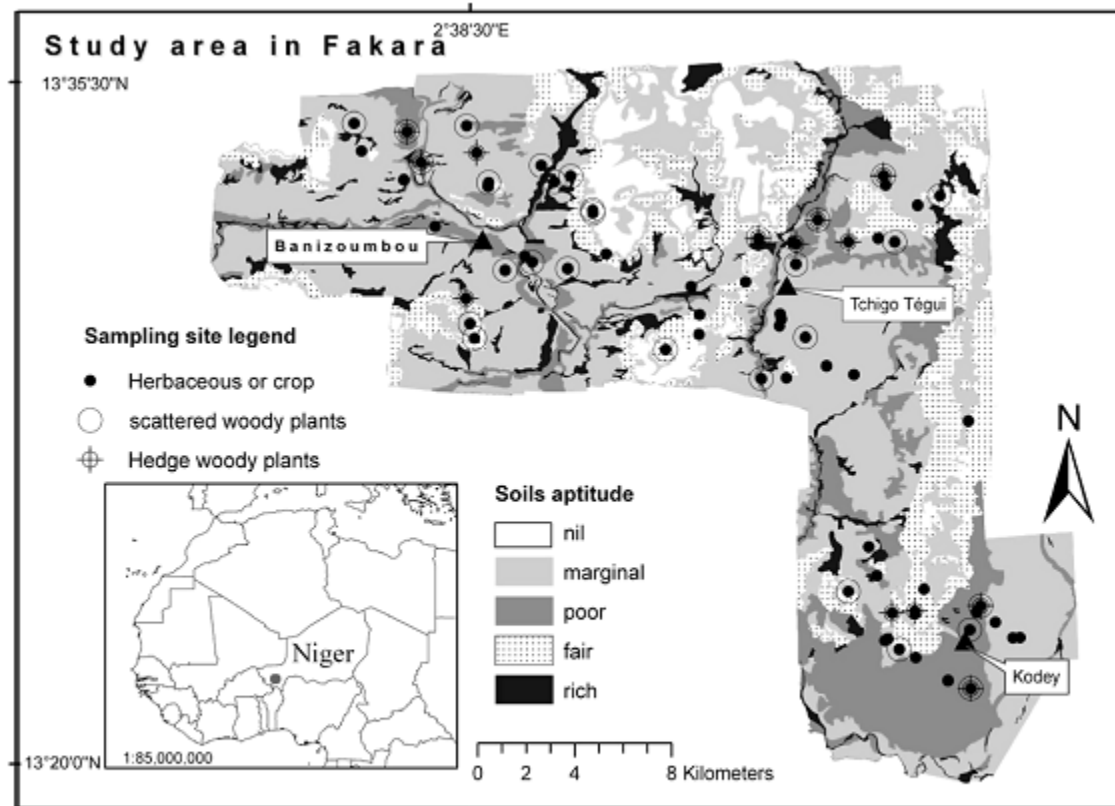 Study area in Fakara
2°38'30"E
13°35'30"N
Banizoumbou
Tchigo Tégui
Sampling site legend
Herbaceous or crop
scattered woody plants
Hedge woody plants
N
Soils aptitude
nil
marginal
poor
fair
rich
Niger
Kodey
1:85,000,000
13°20'0"N
0 2 4 8 Kilometers